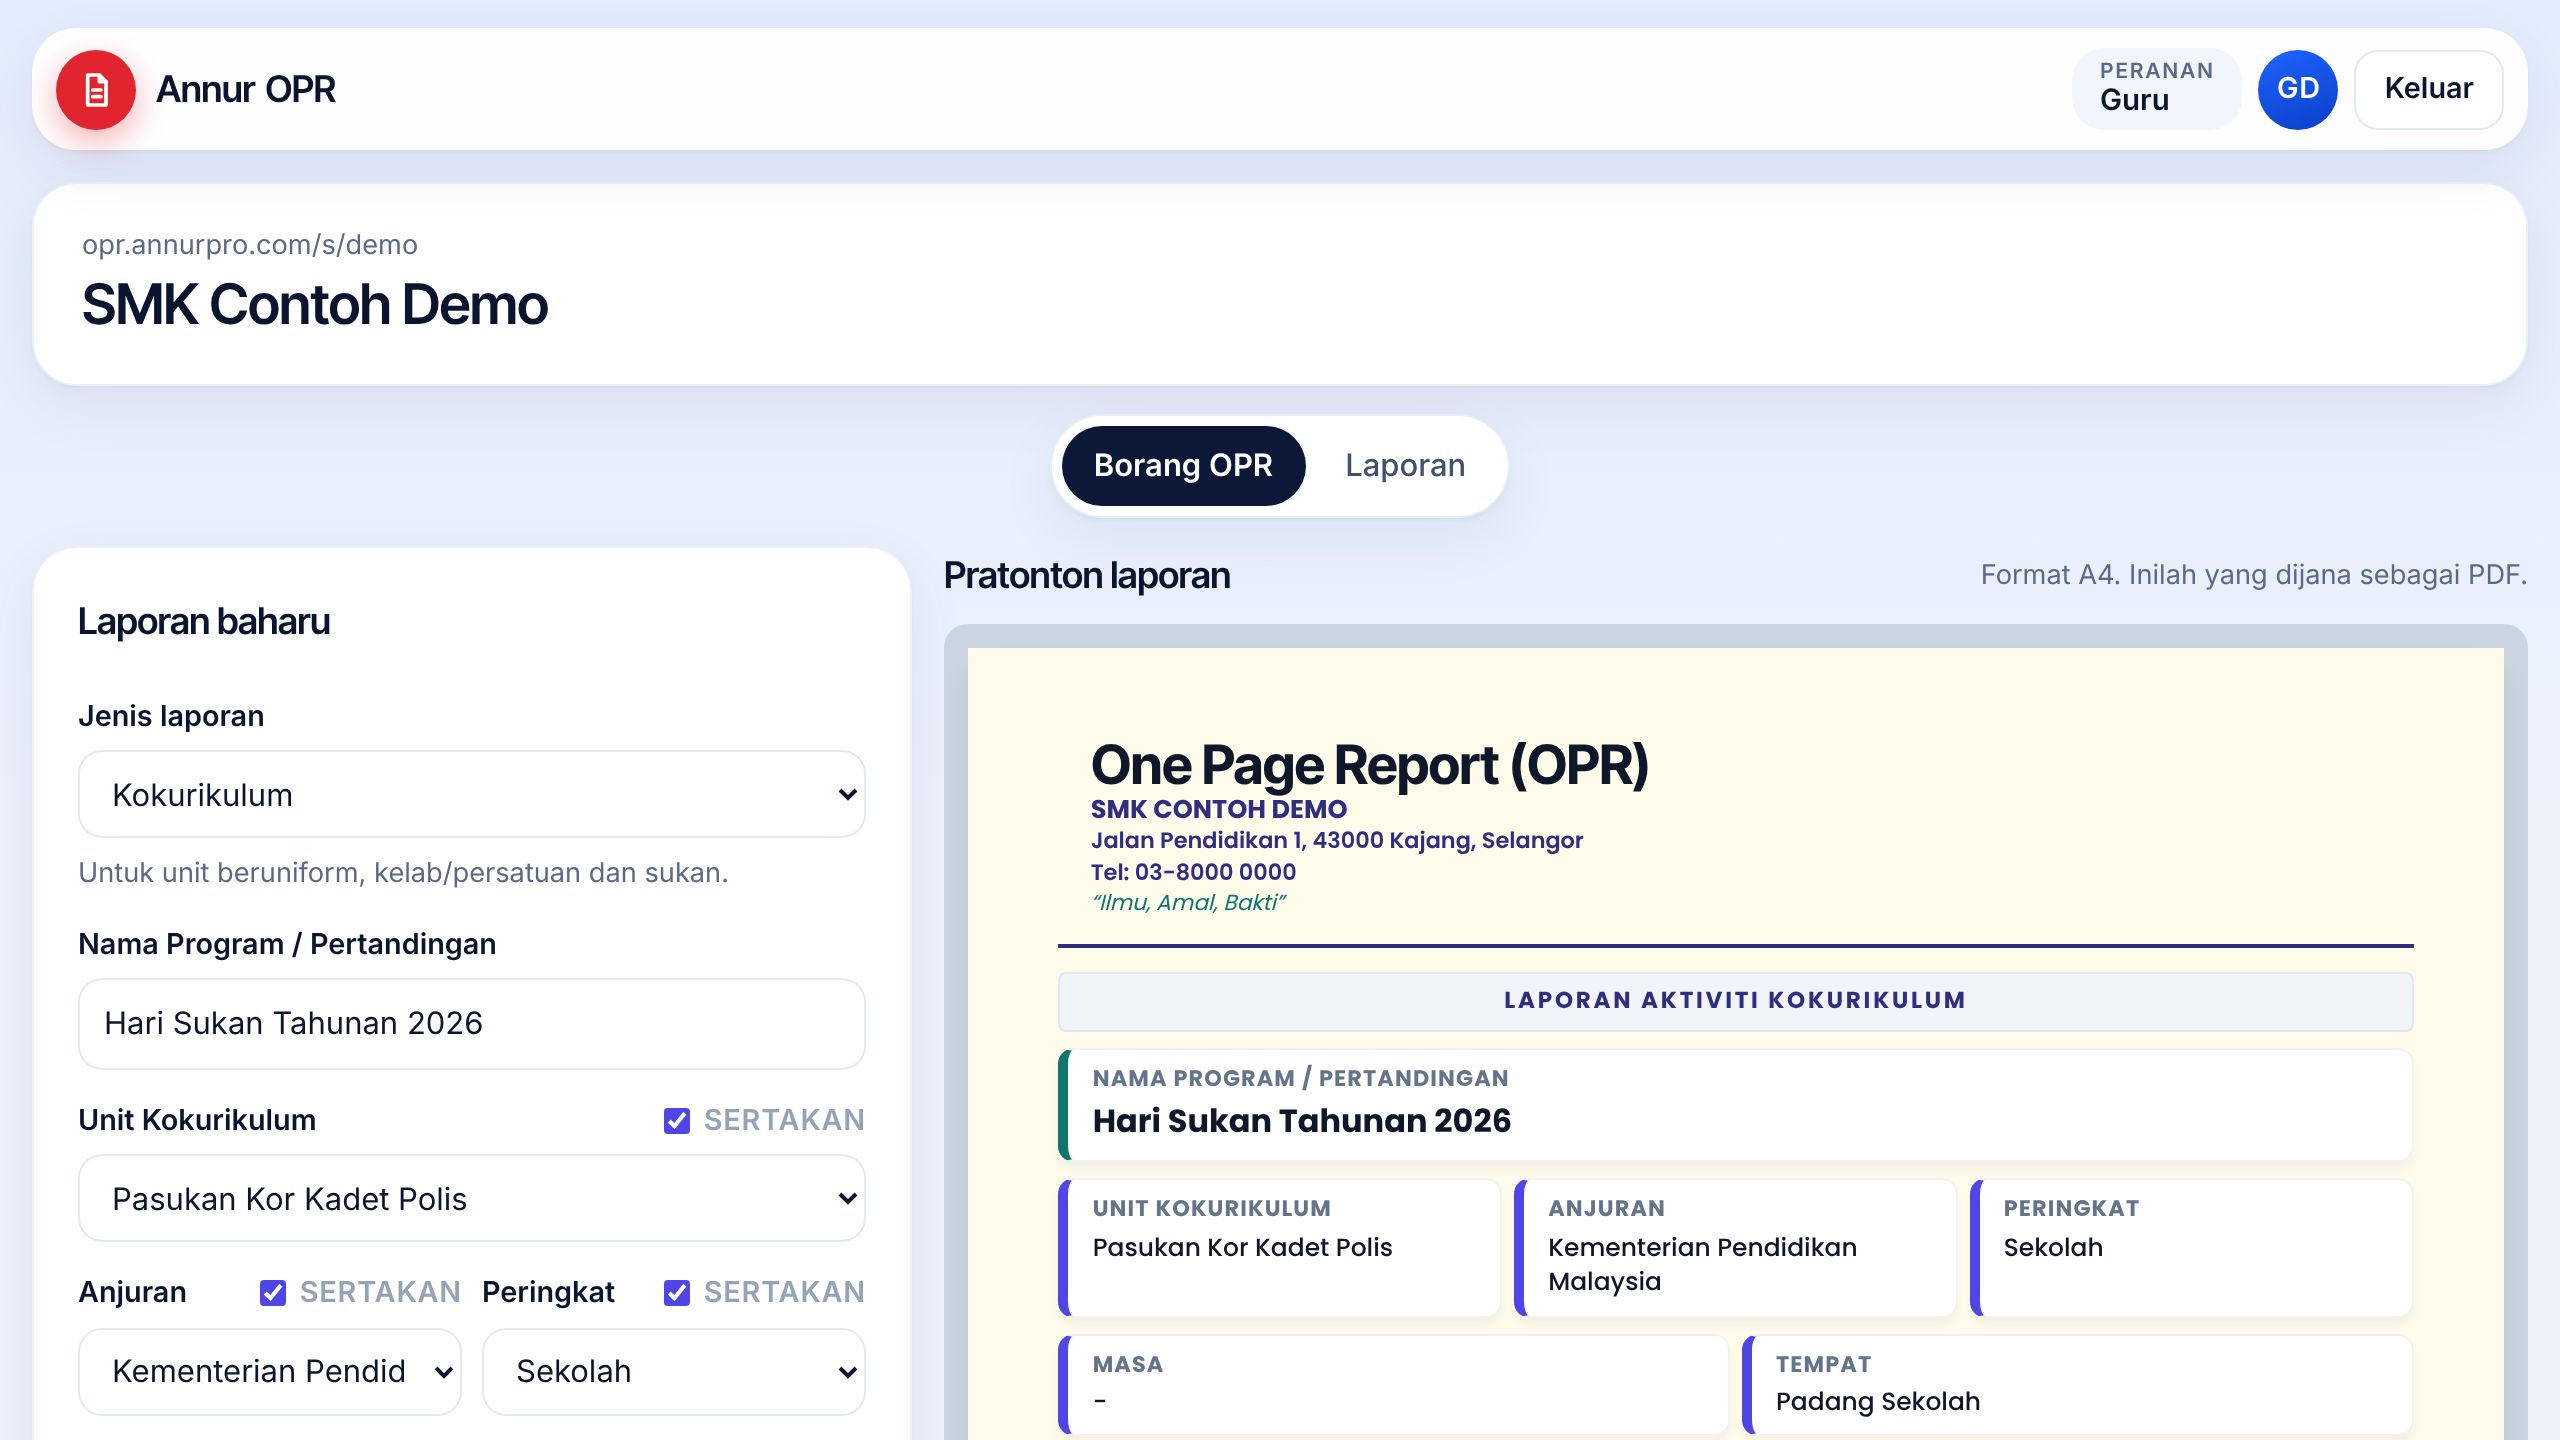 Annur OPR
PERANAN
Guru
GD
Keluar
opr.annurpro.com/s/demo
SMK Contoh Demo
Borang OPR
Laporan
Laporan baharu
Jenis laporan
Kokurikulum
Untuk unit beruniform, kelab/persatuan dan sukan.
Nama Program / Pertandingan
Hari Sukan Tahunan 2026
Unit Kokurikulum SERTAKAN
Pasukan Kor Kadet Polis
Anjuran SERTAKAN Peringkat SERTAKAN
Kementerian Pendid Sekolah
Pratonton laporan
Format A4. Inilah yang dijana sebagai PDF.
One Page Report (OPR)
SMK CONTOH DEMO
Jalan Pendidikan 1, 43000 Kajang, Selangor
Tel: 03-8000 0000
“Ilmu, Amal, Bakti”
LAPORAN AKTIVITI KOKURIKULUM
NAMA PROGRAM / PERTANDINGAN
Hari Sukan Tahunan 2026
UNIT KOKURIKULUM
Pasukan Kor Kadet Polis
ANJURAN
Kementerian Pendidikan
Malaysia
PERINGKAT
Sekolah
MASA
-
TEMPAT
Padang Sekolah